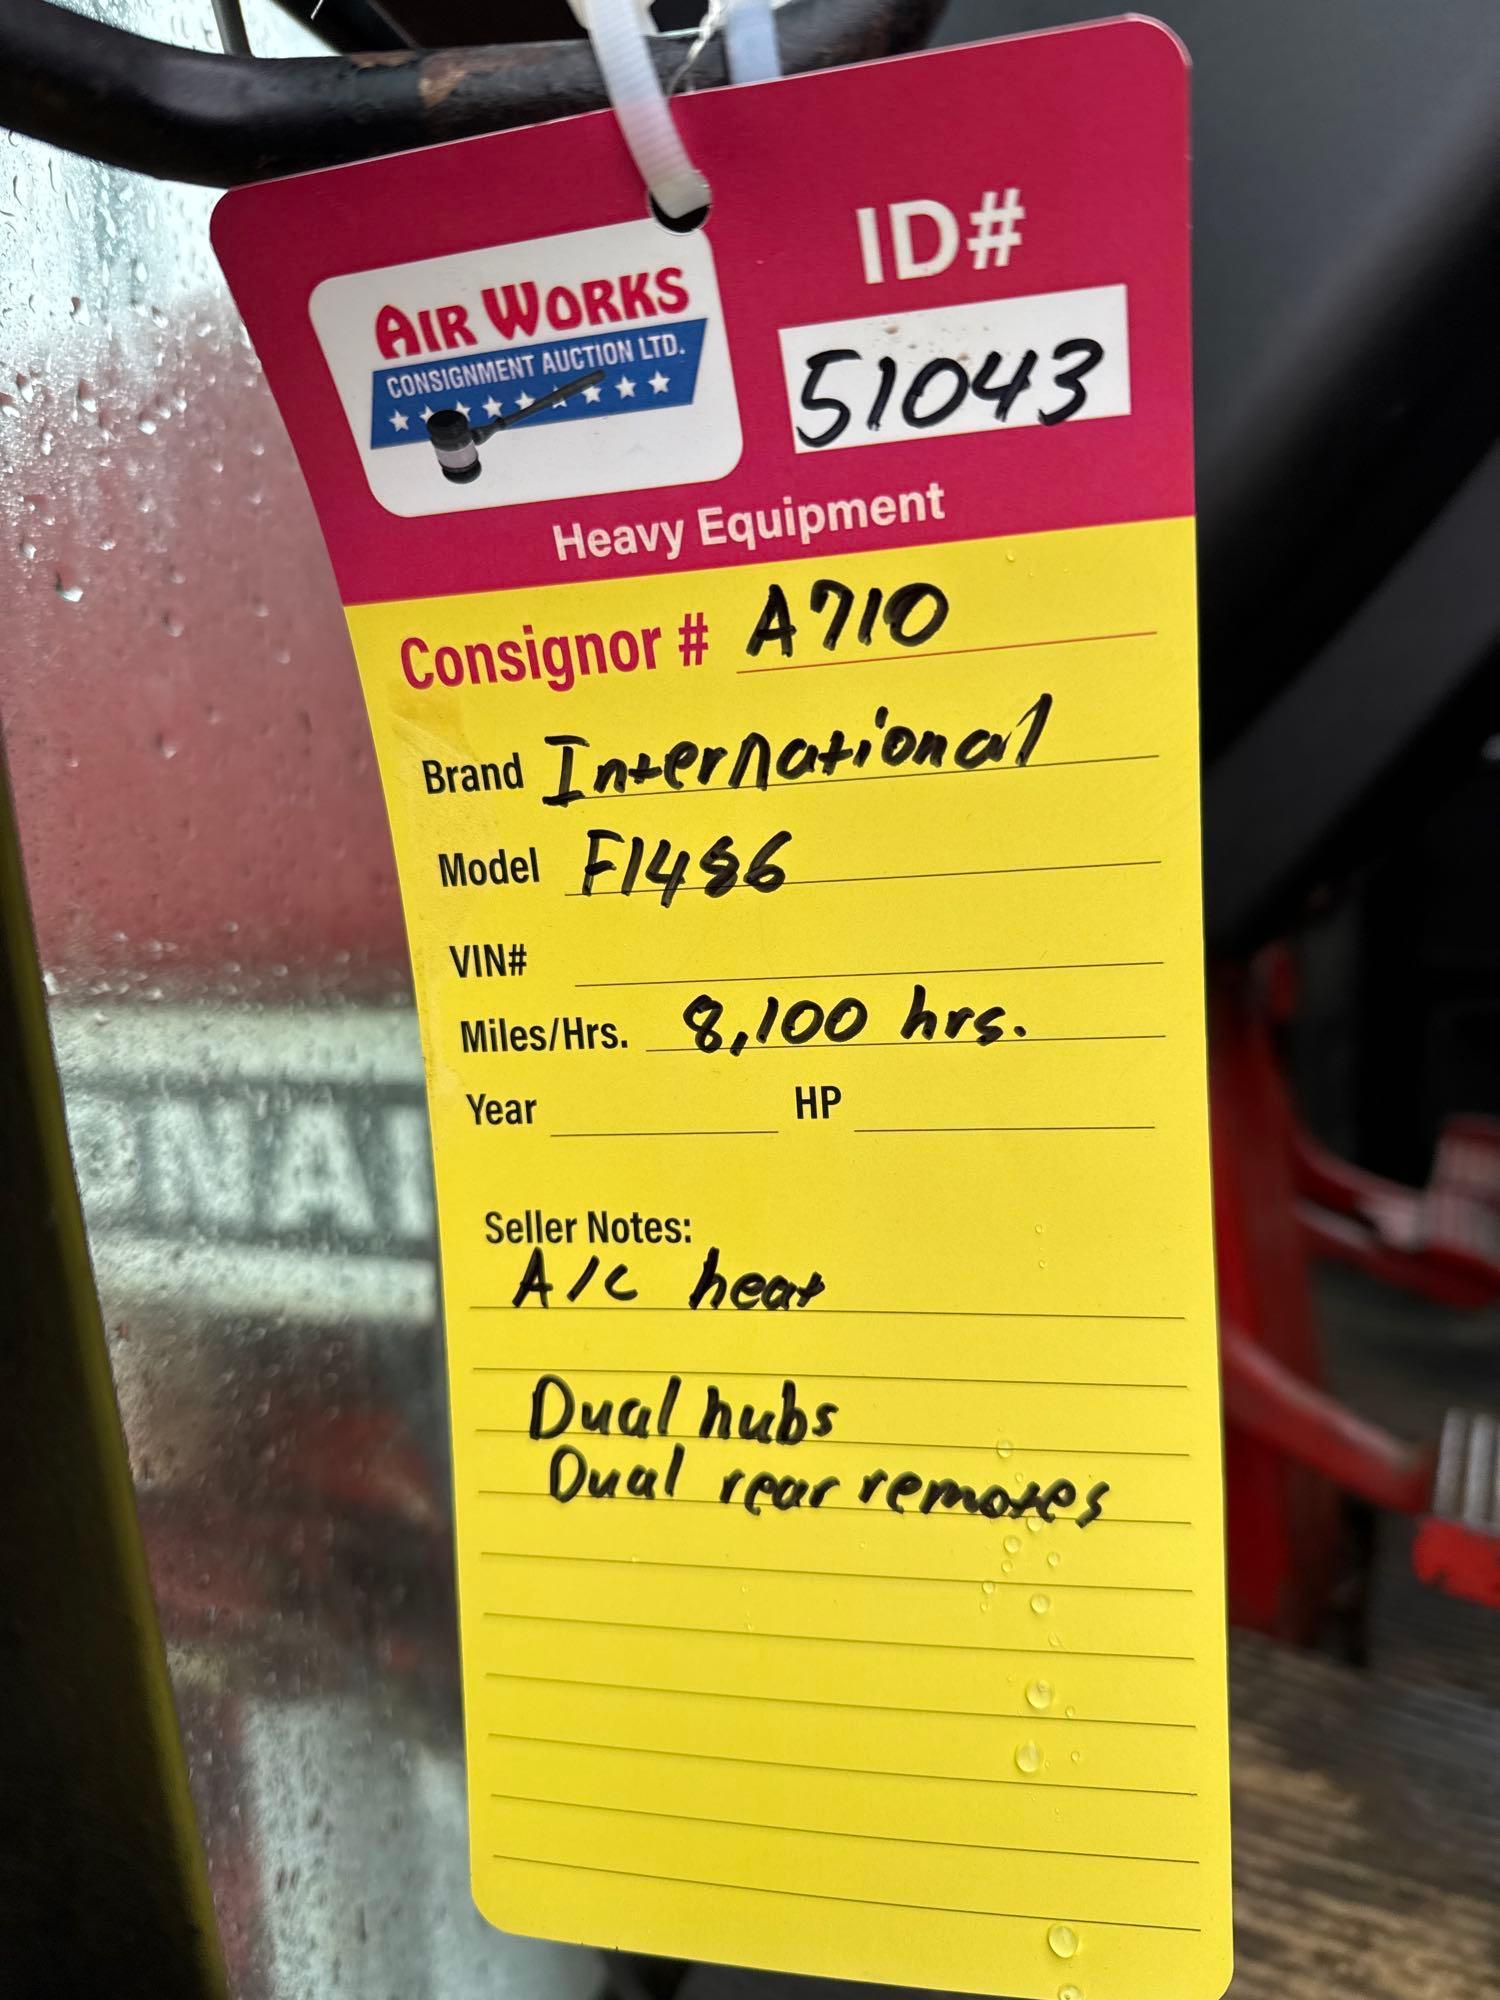 AIR WORKS
CONSIGNMENT AUCTION LTD.
ID#
51043
Heavy Equipment
Consignor # A710
Brand International
Model F1486
VIN#
Miles/Hrs. 8,100 hrs.
Year HP
Seller Notes:
A/C heat
Dual hubs
Dual rear remotes
ONAL